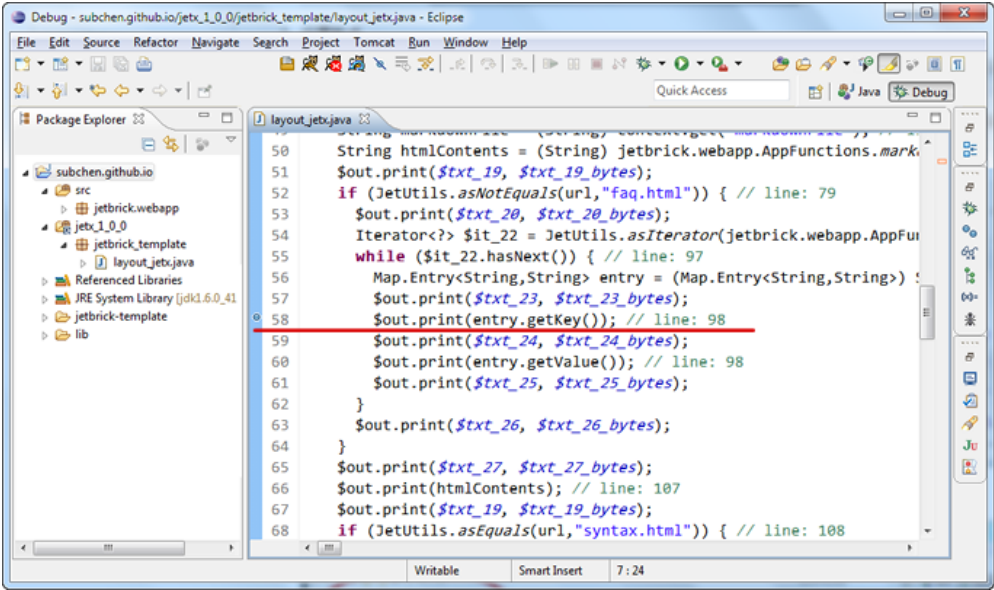 Debug - subchen.github.io/jetx_1_0_0/jetbrick_template/layout_jetx.java - Eclipse
File Edit Source Refactor Navigate Search Project Tomcat Run Window Help
Quick Access
Java
Debug
Package Explorer
layout_jetx.java
subchen.github.io
src
jetbrick.webapp
jetx_1_0_0
jetbrick_template
layout_jetx.java
Referenced Libraries
JRE System Library [jdk1.6.0_41
jetbrick-template
lib
50 String htmlContents = (String) jetbrick.webapp.AppFunctions.mark
51 $out.print($txt_19, $txt_19_bytes);
52 if (JetUtils.asNotEquals(url,"faq.html")) { // line: 79
53 $out.print($txt_20, $txt_20_bytes);
54 Iterator<?> $it_22 = JetUtils.asIterator(jetbrick.webapp.AppFu
55 while ($it_22.hasNext()) { // line: 97
56 Map.Entry<String,String> entry = (Map.Entry<String,String>)
57 $out.print($txt_23, $txt_23_bytes);
58 $out.print(entry.getKey()); // line: 98
59 $out.print($txt_24, $txt_24_bytes);
60 $out.print(entry.getValue()); // line: 98
61 $out.print($txt_25, $txt_25_bytes);
62 }
63 $out.print($txt_26, $txt_26_bytes);
64 }
65 $out.print($txt_27, $txt_27_bytes);
66 $out.print(htmlContents); // line: 107
67 $out.print($txt_19, $txt_19_bytes);
68 if (JetUtils.asEquals(url,"syntax.html")) { // line: 108
Writable Smart Insert 7 : 24